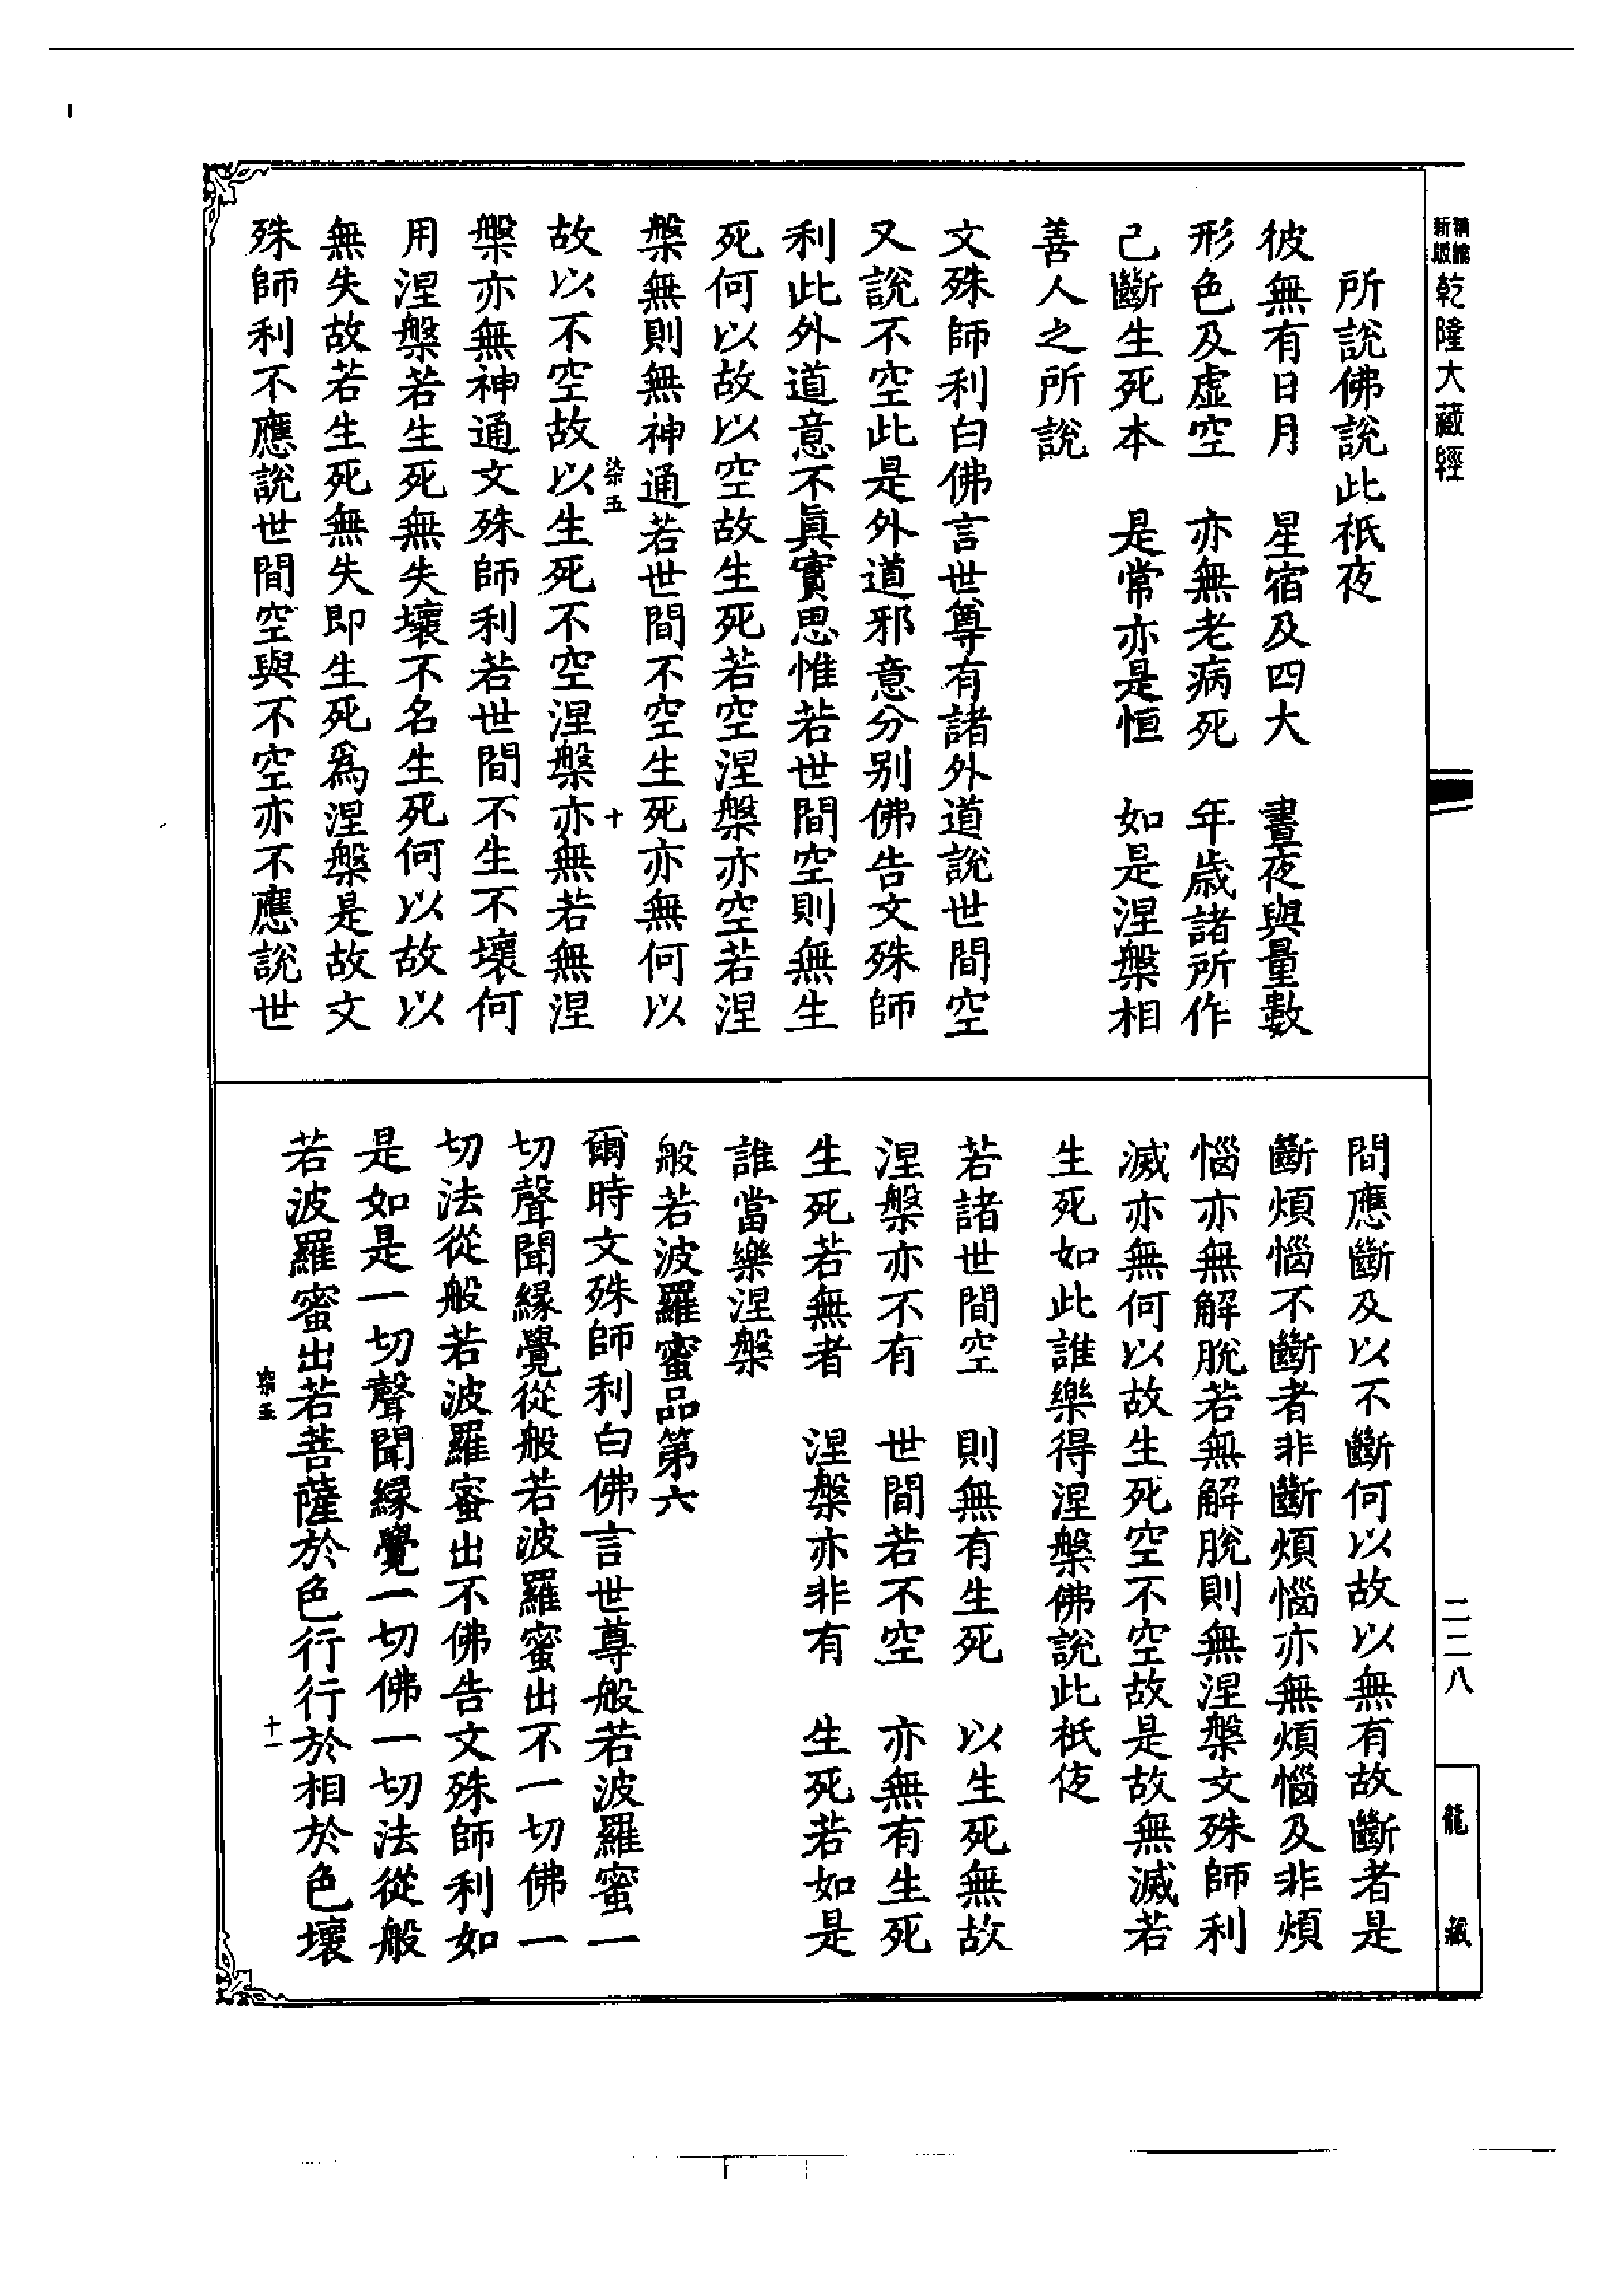 精縮新版乾隆大藏經
所說佛說此祇夜
彼無有日月　星宿及四大　晝夜與量數
形色及虛空　亦無老病死　年歲諸所作
已斷生死本　是常亦是恒　如是涅槃相
善人之所說
文殊師利白佛言世尊有諸外道說世間空
又說不空此是外道邪意分別佛告文殊師
利此外道意不眞實思惟若世間空則無生
死何以故以空故生死若空涅槃亦空若涅
槃無則無神通若世間不空生死亦無何以
染五　十
故以不空故以生死不空涅槃亦無若無涅
槃亦無神通文殊師利若世間不生不壞何
用涅槃若生死無失壞不名生死何以故以
無失故若生死無失即生死爲涅槃是故文
殊師利不應說世間空與不空亦不應說世
間應斷及以不斷何以故以無有故斷者是
斷煩惱不斷者非斷煩惱亦無煩惱及非煩
惱亦無解脫若無解脫則無涅槃文殊師利
滅亦無何以故生死空不空故是故無滅若
生死如此誰樂得涅槃佛說此祇夜
若諸世間空　則無有生死　以生死無故
涅槃亦不有　世間若不空　亦無有生死
生死若無者　涅槃亦非有　生死若如是
誰當樂涅槃
般若波羅蜜品第六
爾時文殊師利白佛言世尊般若波羅蜜一
切聲聞緣覺從般若波羅蜜出不一切佛一
切法從般若波羅蜜出不佛告文殊師利如
是如是一切聲聞緣覺一切佛一切法從般
若波羅蜜出若菩薩於色行行於相於色壞
染五　十一
二二八
龍藏